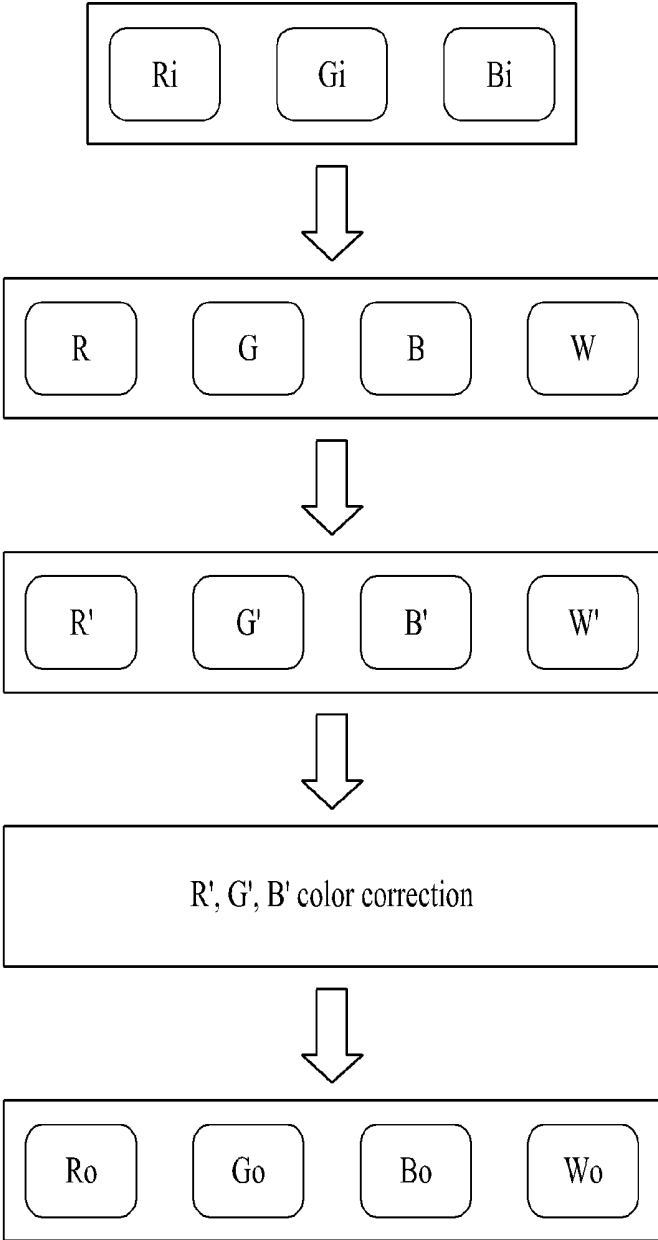 Ri Gi Bi
R G B W
R' G' B' W'
R', G', B' color correction
Ro Go Bo Wo